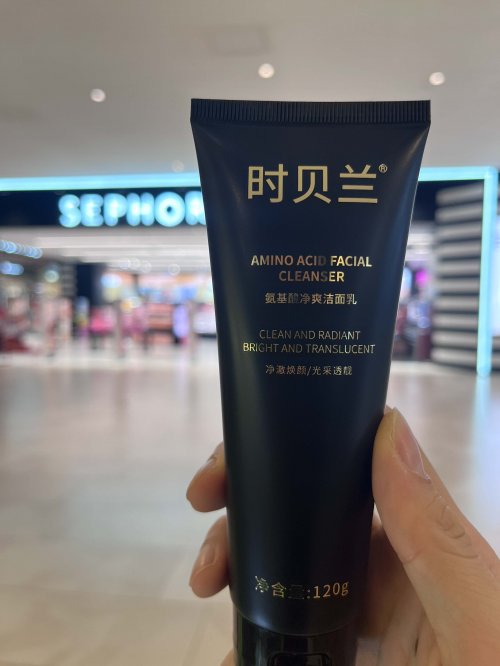 SEPHOR
时贝兰®
AMINO ACID FACIAL
CLEANSER
氨基酸净爽洁面乳
CLEAN AND RADIANT
BRIGHT AND TRANSLUCENT
净澈焕颜/光采透靓
净含量:120g